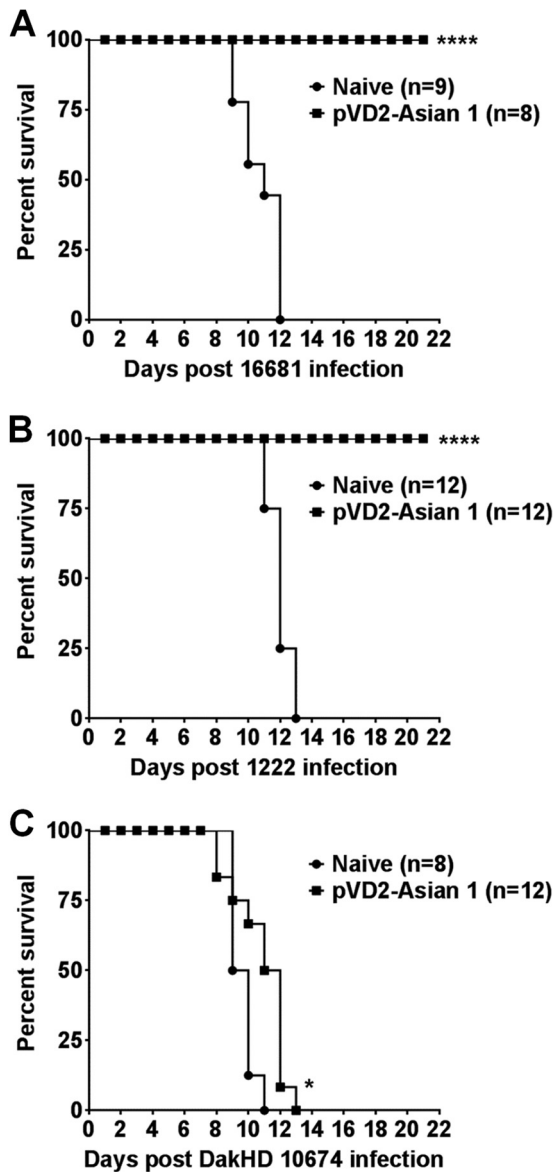 A
100 ****
75
50
25
0
Percent survival
Naive (n=9)
pVD2-Asian 1 (n=8)
0 2 4 6 8 10 12 14 16 18 20 22
Days post 16681 infection
B
100 ****
75
50
25
0
Percent survival
Naive (n=12)
pVD2-Asian 1 (n=12)
0 2 4 6 8 10 12 14 16 18 20 22
Days post 1222 infection
C
100
75
50
25
0
Percent survival
Naive (n=8)
pVD2-Asian 1 (n=12)
*
0 2 4 6 8 10 12 14 16 18 20 22
Days post DakHD 10674 infection